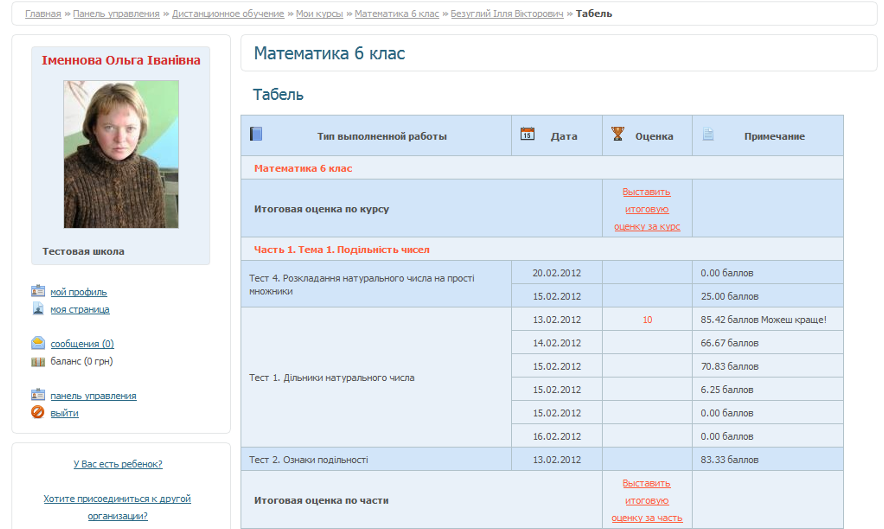 Главная » Панель управления » Дистанционное обучение » Мои курсы » Математика 6 клас » Безуглий Ілля Вікторович » Табель
Іменнова Ольга Іванівна
Тестовая школа
мой профиль
моя страница
сообщения (0)
баланс (0 грн)
панель управления
выйти
У Вас есть ребенок?
Хотите присоединиться к другой
организации?
Математика 6 клас
Табель
Тип выполненной работы Дата Оценка Примечание
Математика 6 клас
Итоговая оценка по курсу
Выставить
итоговую
оценку за курс
Часть 1. Тема 1. Подільність чисел
Тест 4. Розкладання натурального числа на прості
множники
20.02.2012 0.00 баллов
15.02.2012 25.00 баллов
Тест 1. Дільники натурального числа
13.02.2012 10 85.42 баллов Можеш краще!
14.02.2012 66.67 баллов
15.02.2012 70.83 баллов
15.02.2012 6.25 баллов
15.02.2012 0.00 баллов
16.02.2012 0.00 баллов
Тест 2. Ознаки подільності 13.02.2012 83.33 баллов
Итоговая оценка по части
Выставить
итоговую
оценку за часть